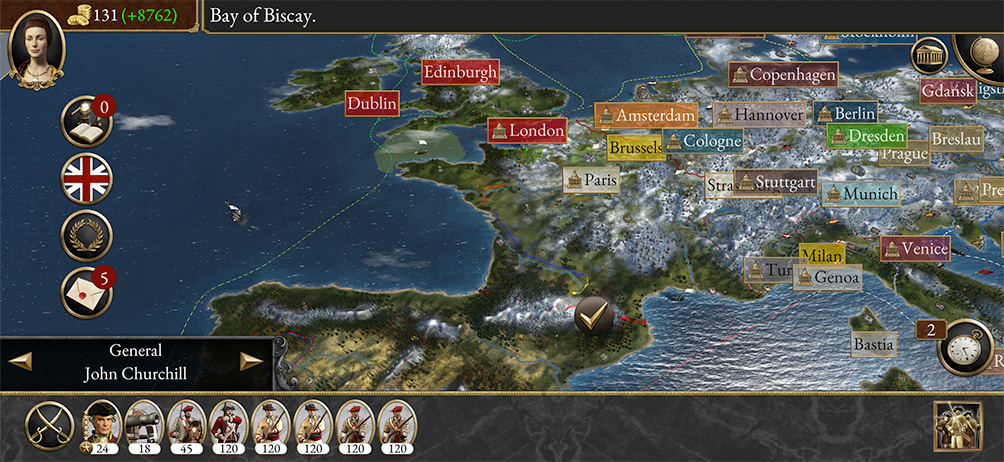 131 (+8762)
Bay of Biscay.
0
5
Edinburgh
Dublin
London
Copenhagen
Amsterdam
Hannover
Berlin
Gdańsk
Brussels
Cologne
Dresden
Breslau
Prague
Paris
Stuttgart
Munich
Venice
Milan
Genoa
Bastia
2
General
John Churchill
24
18
45
120
120
120
120
120